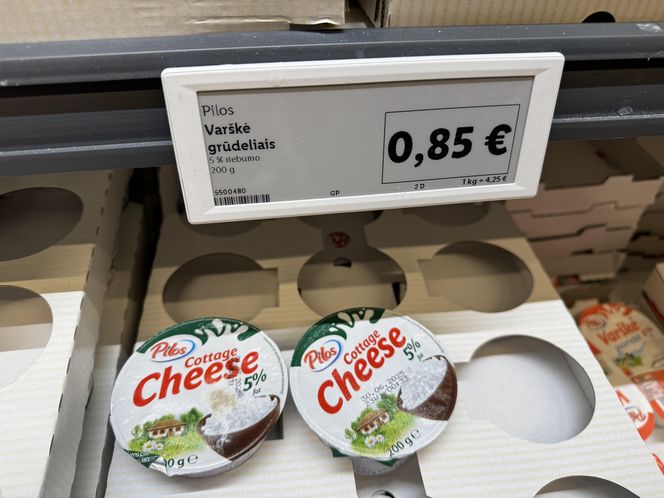 Pilos
Varškė
grūdeliais
5 % riebumo
200 g
0,85 €
5500480
GP
2 D
1 kg = 4,25 €
Pilos
Cottage
Cheese
5%
fat
0 g ℮
Pilos
Cottage
Cheese
5%
fat
30.06.2025
200 g ℮
Varškė